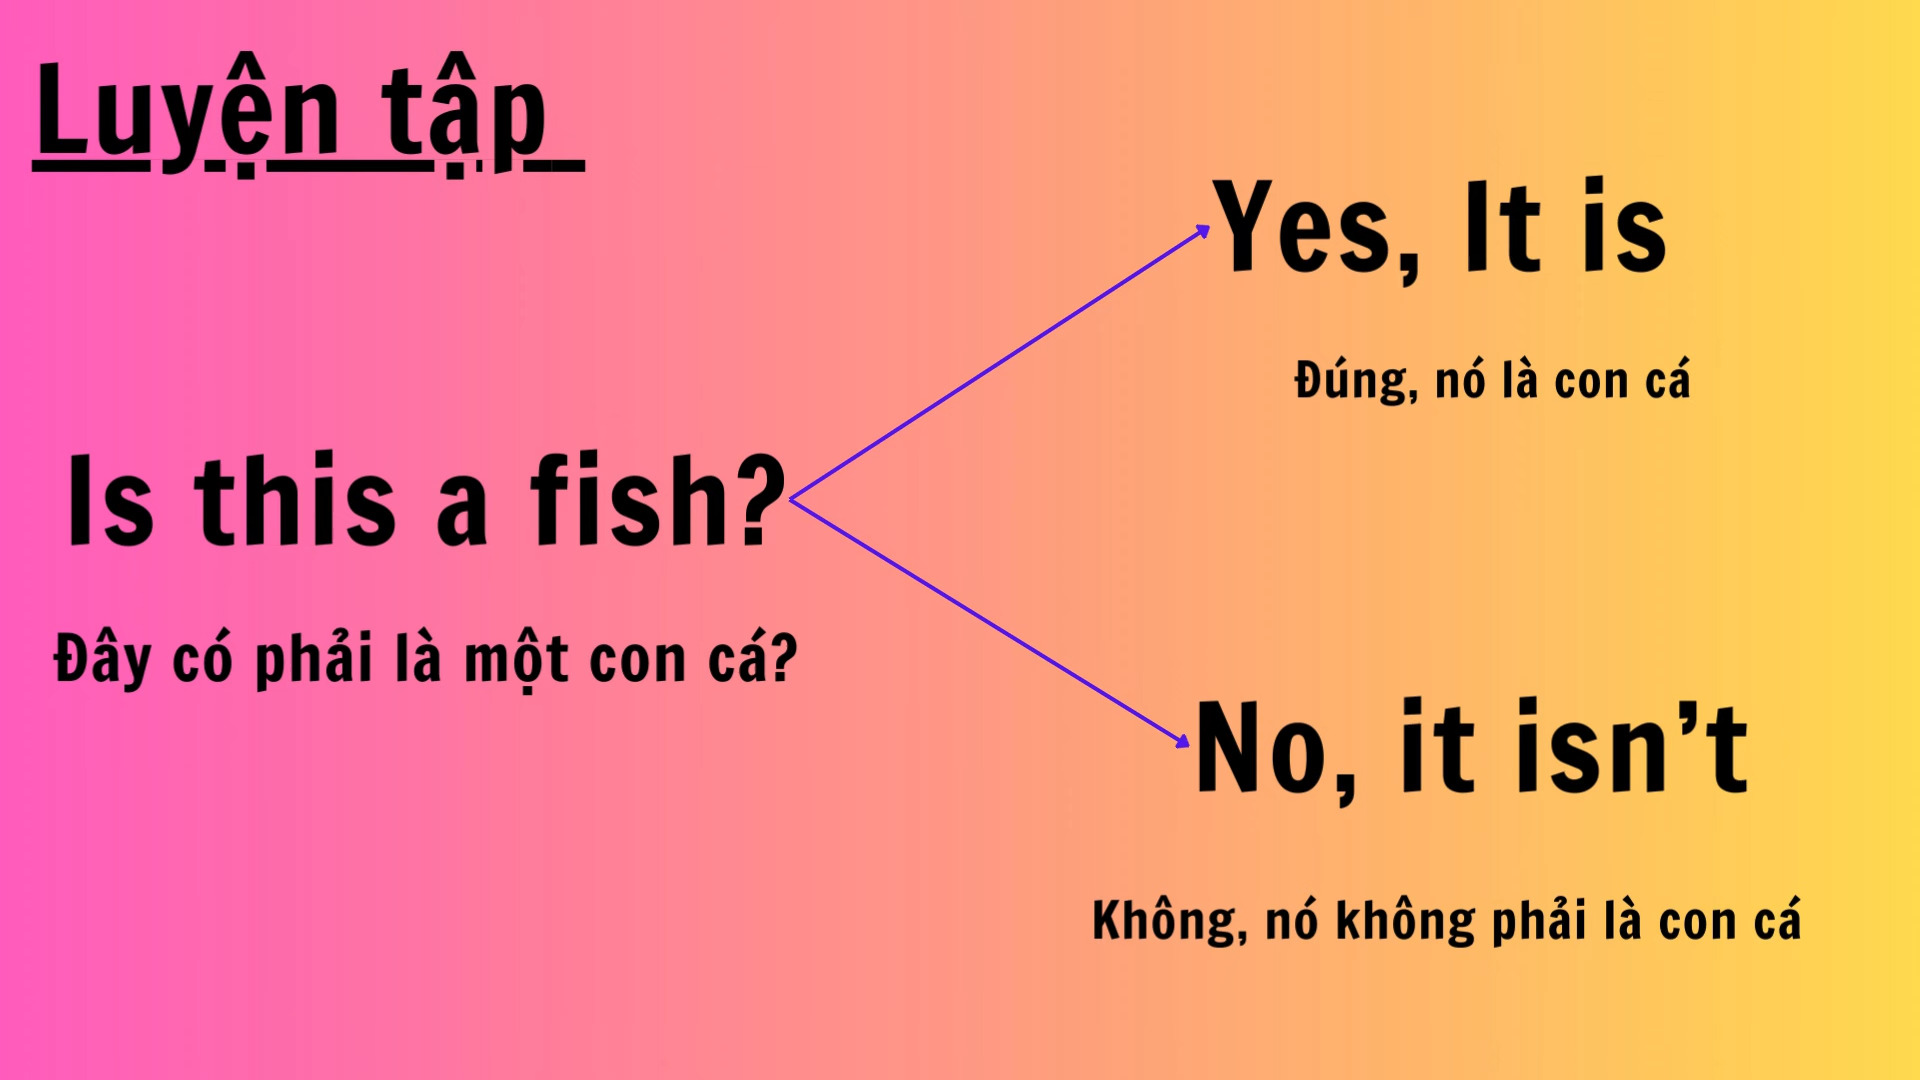 Luyện tập
Is this a fish?
Đây có phải là một con cá?
Yes, It is
Đúng, nó là con cá
No, it isn’t
Không, nó không phải là con cá